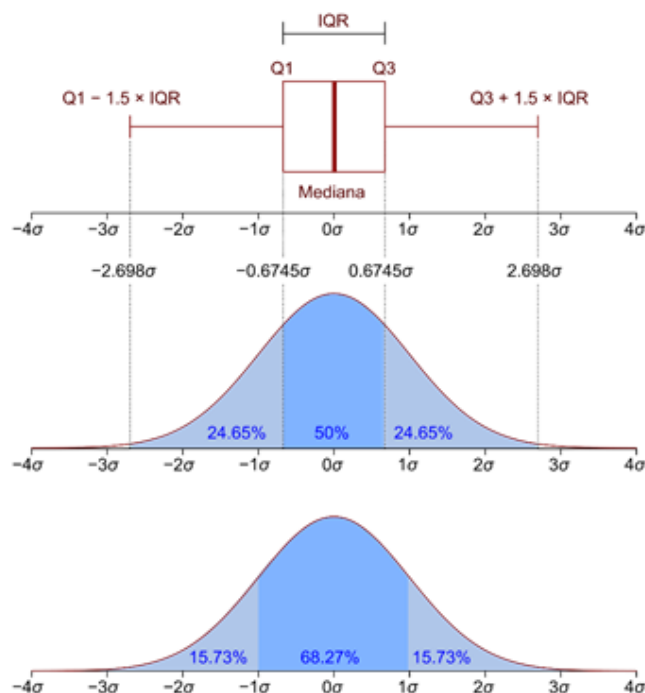 IQR
Q1 Q3
Q1 − 1.5 × IQR Q3 + 1.5 × IQR
Mediana
−4σ −3σ −2σ −1σ 0σ 1σ 2σ 3σ 4σ
−2.698σ −0.6745σ 0.6745σ 2.698σ
24.65% 50% 24.65%
−4σ −3σ −2σ −1σ 0σ 1σ 2σ 3σ 4σ
15.73% 68.27% 15.73%
−4σ −3σ −2σ −1σ 0σ 1σ 2σ 3σ 4σ